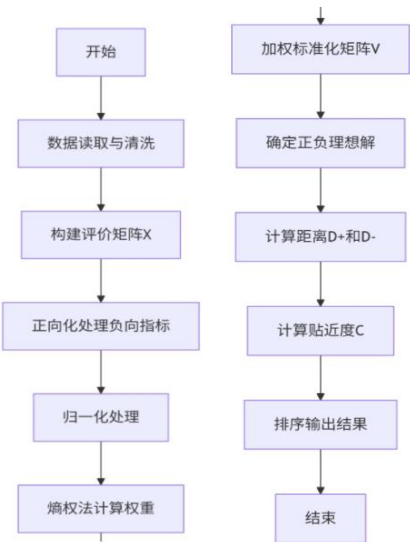 开始
数据读取与清洗
构建评价矩阵X
正向化处理负向指标
归一化处理
熵权法计算权重
加权标准化矩阵V
确定正负理想解
计算距离D+和D-
计算贴近度C
排序输出结果
结束